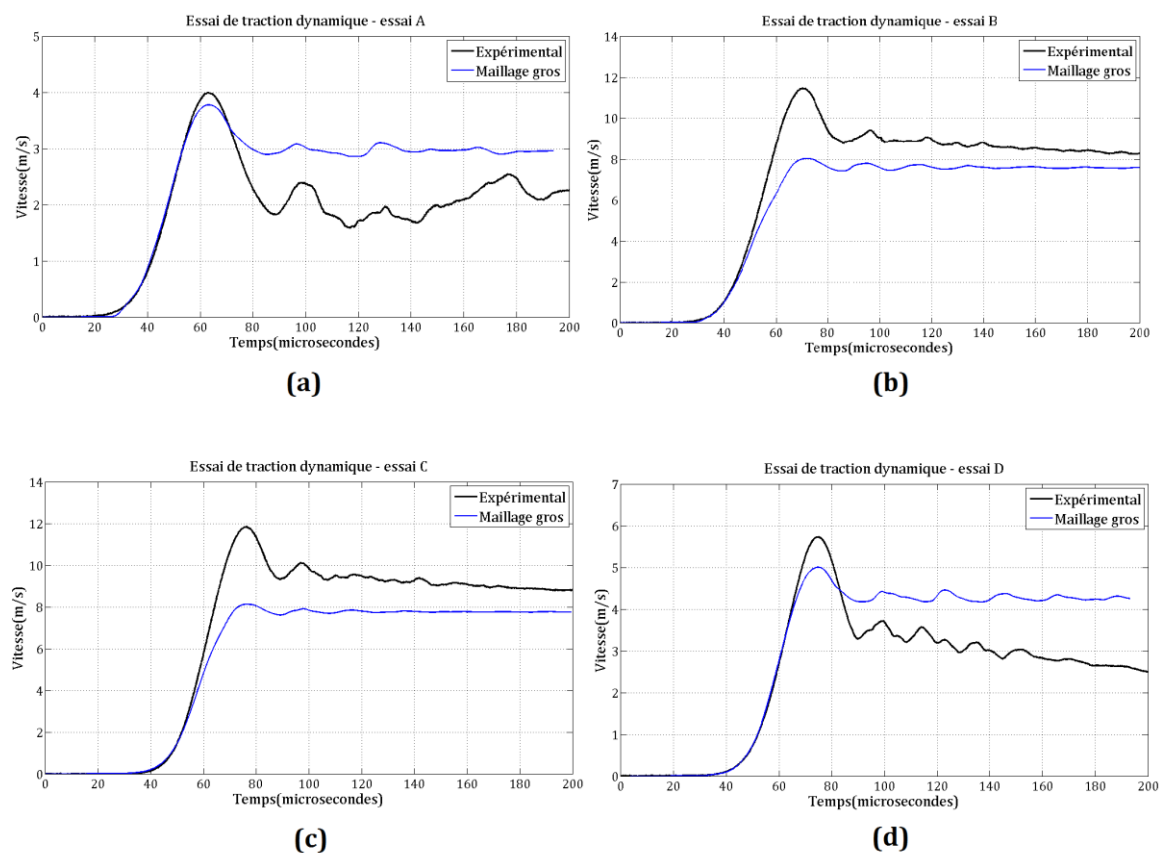 Essai de traction dynamique - essai A
5
4
3
2
1
0
Vitesse(m/s)
Expérimental
Maillage gros
0 20 40 60 80 100 120 140 160 180 200
Temps(microsecondes)
(a)
Essai de traction dynamique - essai B
14
12
10
8
6
4
2
0
Vitesse(m/s)
Expérimental
Maillage gros
0 20 40 60 80 100 120 140 160 180 200
Temps(microsecondes)
(b)
Essai de traction dynamique - essai C
14
12
10
8
6
4
2
0
Vitesse(m/s)
Expérimental
Maillage gros
0 20 40 60 80 100 120 140 160 180 200
Temps(microsecondes)
(c)
Essai de traction dynamique - essai D
7
6
5
4
3
2
1
0
Vitesse(m/s)
Expérimental
Maillage gros
0 20 40 60 80 100 120 140 160 180 200
Temps(microsecondes)
(d)